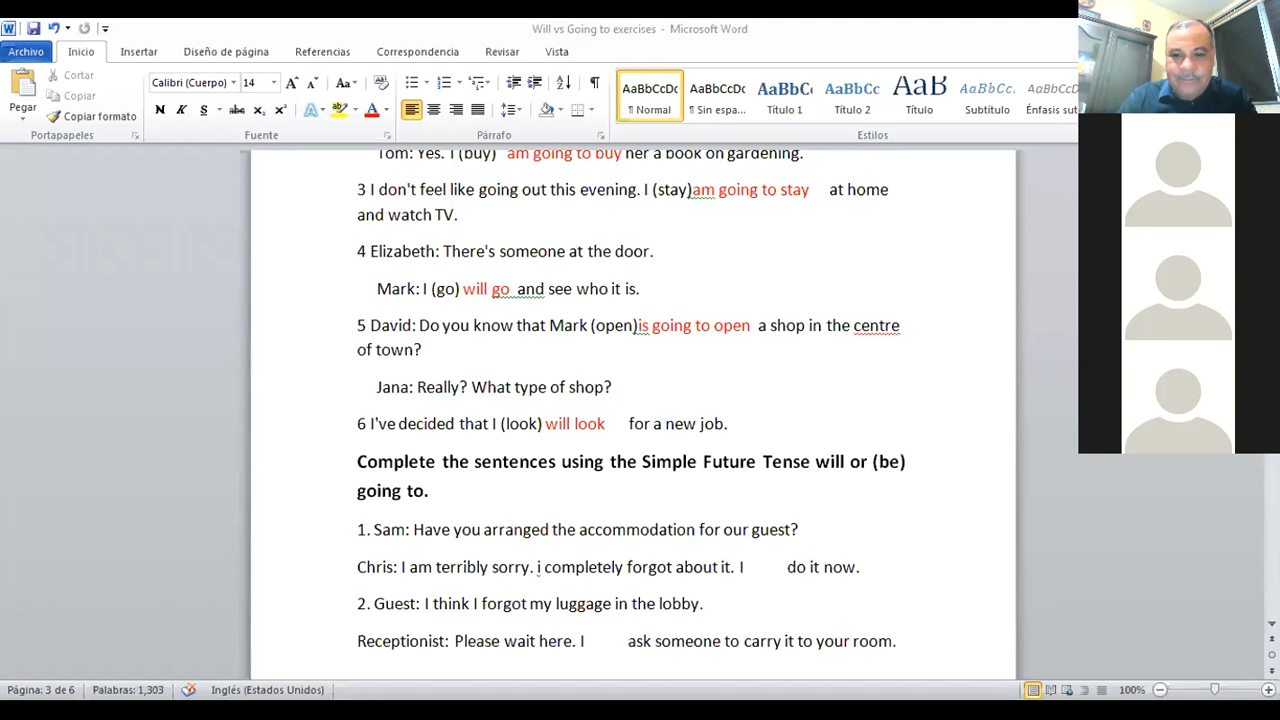 Will vs Going to exercises - Microsoft Word
Archivo Inicio Insertar Diseño de página Referencias Correspondencia Revisar Vista
Pegar Cortar
Copiar
Copiar formato
Calibri (Cuerpo) 14
Aa
N K S abc x₂ x² A A
AaBbCcDc AaBbCcDc AaBbC AaBbCc AaB AaBbCc. AaBbCcDc
¶ Normal ¶ Sin espa... Título 1 Título 2 Título Subtítulo Énfasis sut
Portapapeles Fuente Párrafo Estilos
Tom: Yes. I (buy) am going to buy her a book on gardening.
3 I don't feel like going out this evening. I (stay)am going to stay at home
and watch TV.
4 Elizabeth: There's someone at the door.
Mark: I (go) will go and see who it is.
5 David: Do you know that Mark (open)is going to open a shop in the centre
of town?
Jana: Really? What type of shop?
6 I've decided that I (look) will look for a new job.
Complete the sentences using the Simple Future Tense will or (be)
going to.
1. Sam: Have you arranged the accommodation for our guest?
Chris: I am terribly sorry. i completely forgot about it. I do it now.
2. Guest: I think I forgot my luggage in the lobby.
Receptionist: Please wait here. I ask someone to carry it to your room.
Página: 3 de 6 Palabras: 1,303 Inglés (Estados Unidos) 100%